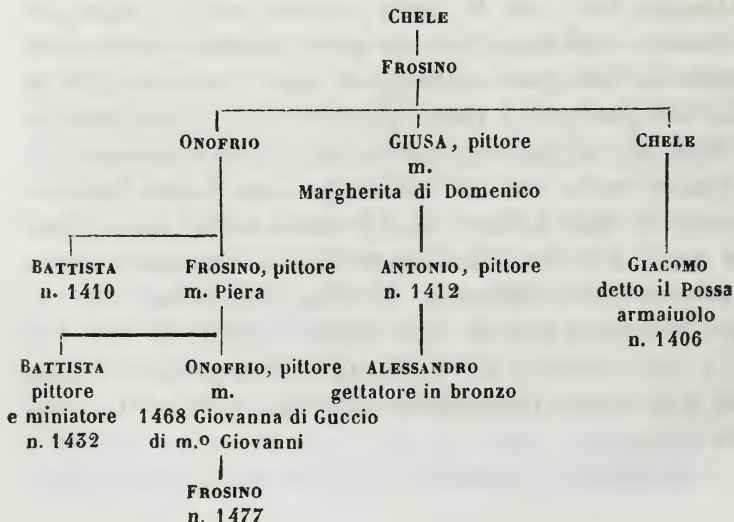 CHELE
FROSINO
ONOFRIO GIUSA, pittore CHELE
m.
Margherita di Domenico
BATTISTA FROSINO, pittore ANTONIO, pittore GIACOMO
n. 1410 m. Piera n. 1412 detto il Possa
armaiuolo
n. 1406
BATTISTA ONOFRIO, pittore ALESSANDRO
pittore m. gettatore in bronzo
e miniatore 1468 Giovanna di Guccio
n. 1432 di m.º Giovanni
FROSINO
n. 1477